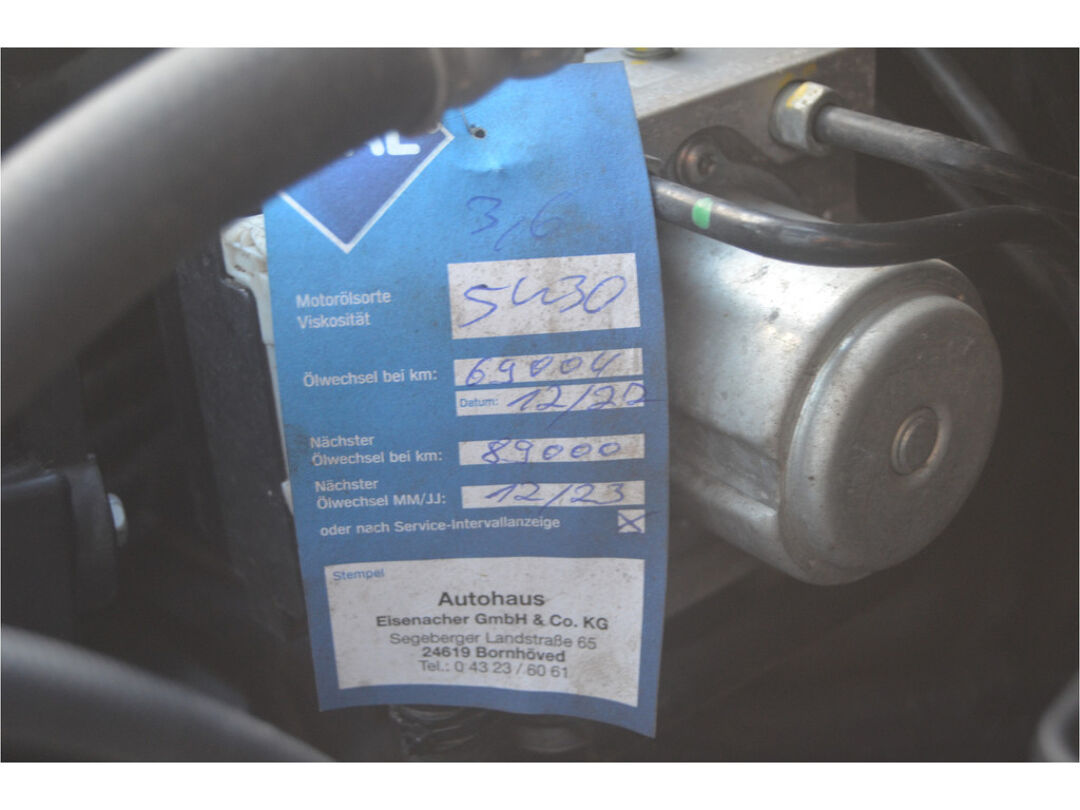 3,6
Motorölsorte
Viskosität
5W30
Ölwechsel bei km: 69004
Datum: 12/22
Nächster
Ölwechsel bei km: 89000
Nächster
Ölwechsel MM/JJ: 12/23
oder nach Service-Intervallanzeige
Stempel
Autohaus
Eisenacher GmbH & Co. KG
Segeberger Landstraße 65
24619 Bornhöved
Tel.: 0 43 23 / 60 61